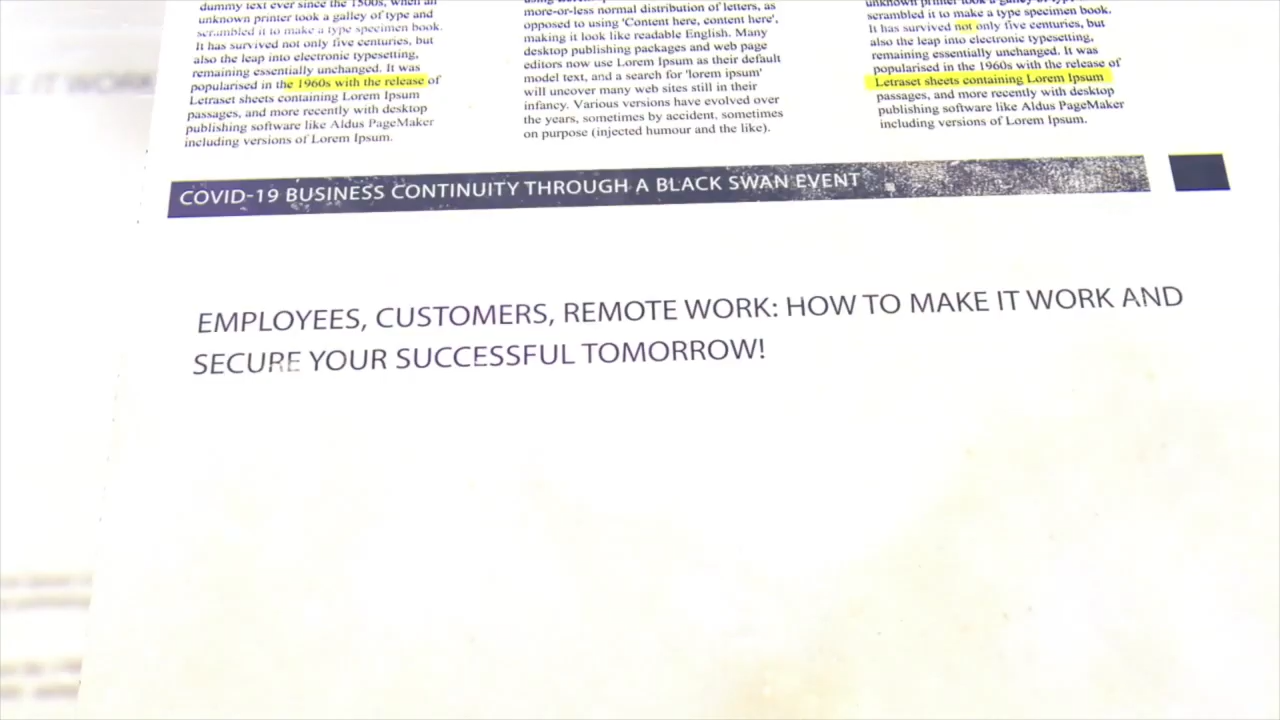 dummy text ever since the 1500s, when an
unknown printer took a galley of type and
scrambled it to make a type specimen book.
It has survived not only five centuries, but
also the leap into electronic typesetting,
remaining essentially unchanged. It was
popularised in the 1960s with the release of
Letraset sheets containing Lorem Ipsum
passages, and more recently with desktop
publishing software like Aldus PageMaker
including versions of Lorem Ipsum.
more-or-less normal distribution of letters, as
opposed to using 'Content here, content here',
making it look like readable English. Many
desktop publishing packages and web page
editors now use Lorem Ipsum as their default
model text, and a search for 'lorem ipsum'
will uncover many web sites still in their
infancy. Various versions have evolved over
the years, sometimes by accident, sometimes
on purpose (injected humour and the like).
unknown printer took a galley of type
scrambled it to make a type specimen book.
It has survived not only five centuries, but
also the leap into electronic typesetting,
remaining essentially unchanged. It was
popularised in the 1960s with the release of
Letraset sheets containing Lorem Ipsum
passages, and more recently with desktop
publishing software like Aldus PageMaker
including versions of Lorem Ipsum.
COVID-19 BUSINESS CONTINUITY THROUGH A BLACK SWAN EVENT
EMPLOYEES, CUSTOMERS, REMOTE WORK: HOW TO MAKE IT WORK AND
SECURE YOUR SUCCESSFUL TOMORROW!